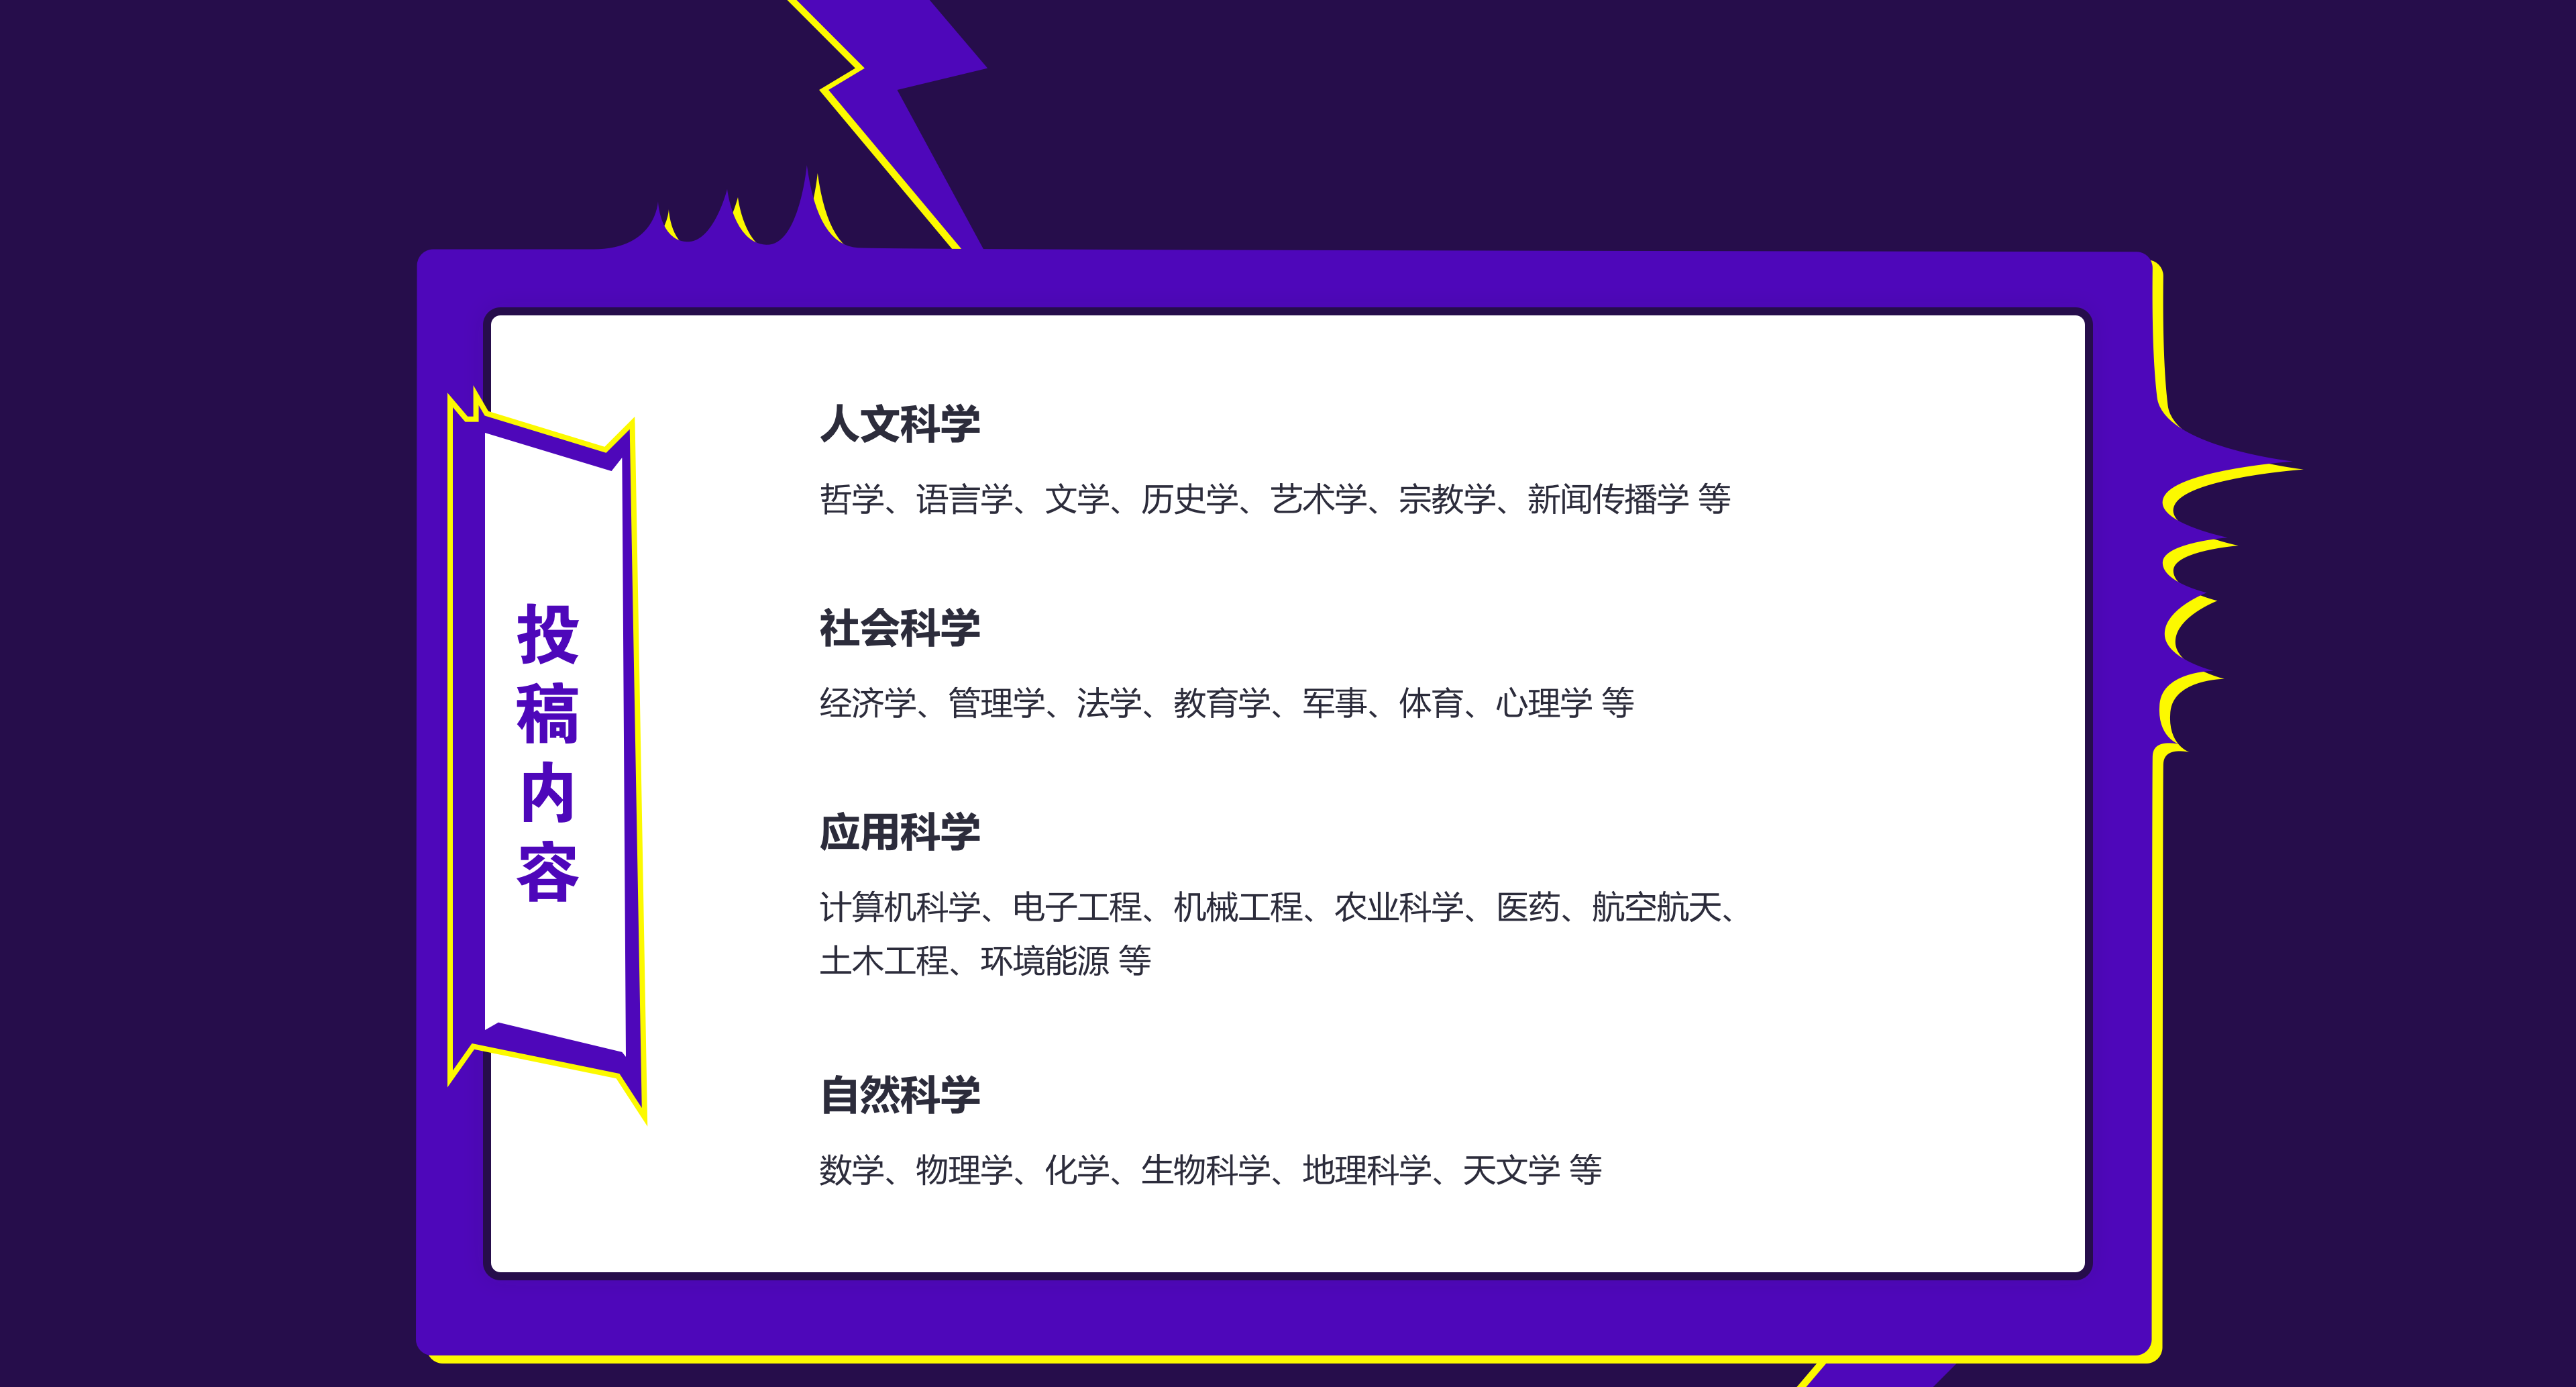 投稿内容
人文科学
哲学、语言学、文学、历史学、艺术学、宗教学、新闻传播学 等
社会科学
经济学、管理学、法学、教育学、军事、体育、心理学 等
应用科学
计算机科学、电子工程、机械工程、农业科学、医药、航空航天、
土木工程、环境能源 等
自然科学
数学、物理学、化学、生物科学、地理科学、天文学 等